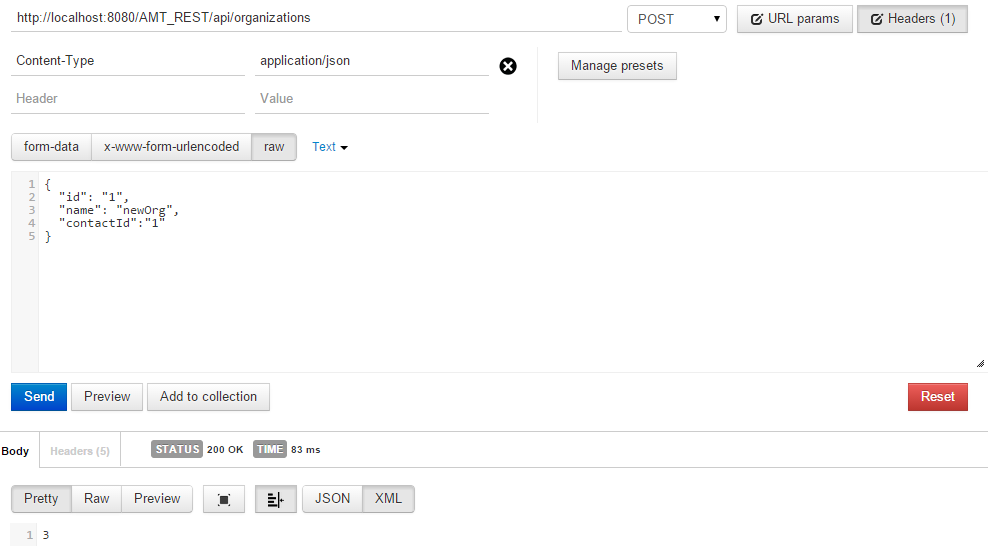 http://localhost:8080/AMT_REST/api/organizations POST URL params Headers (1)
Content-Type application/json Manage presets
Header Value
form-data x-www-form-urlencoded raw Text
1 {
2 "id": "1",
3 "name": "newOrg",
4 "contactId":"1"
5 }
Send Preview Add to collection Reset
Body Headers (5) STATUS 200 OK TIME 83 ms
Pretty Raw Preview JSON XML
1 3